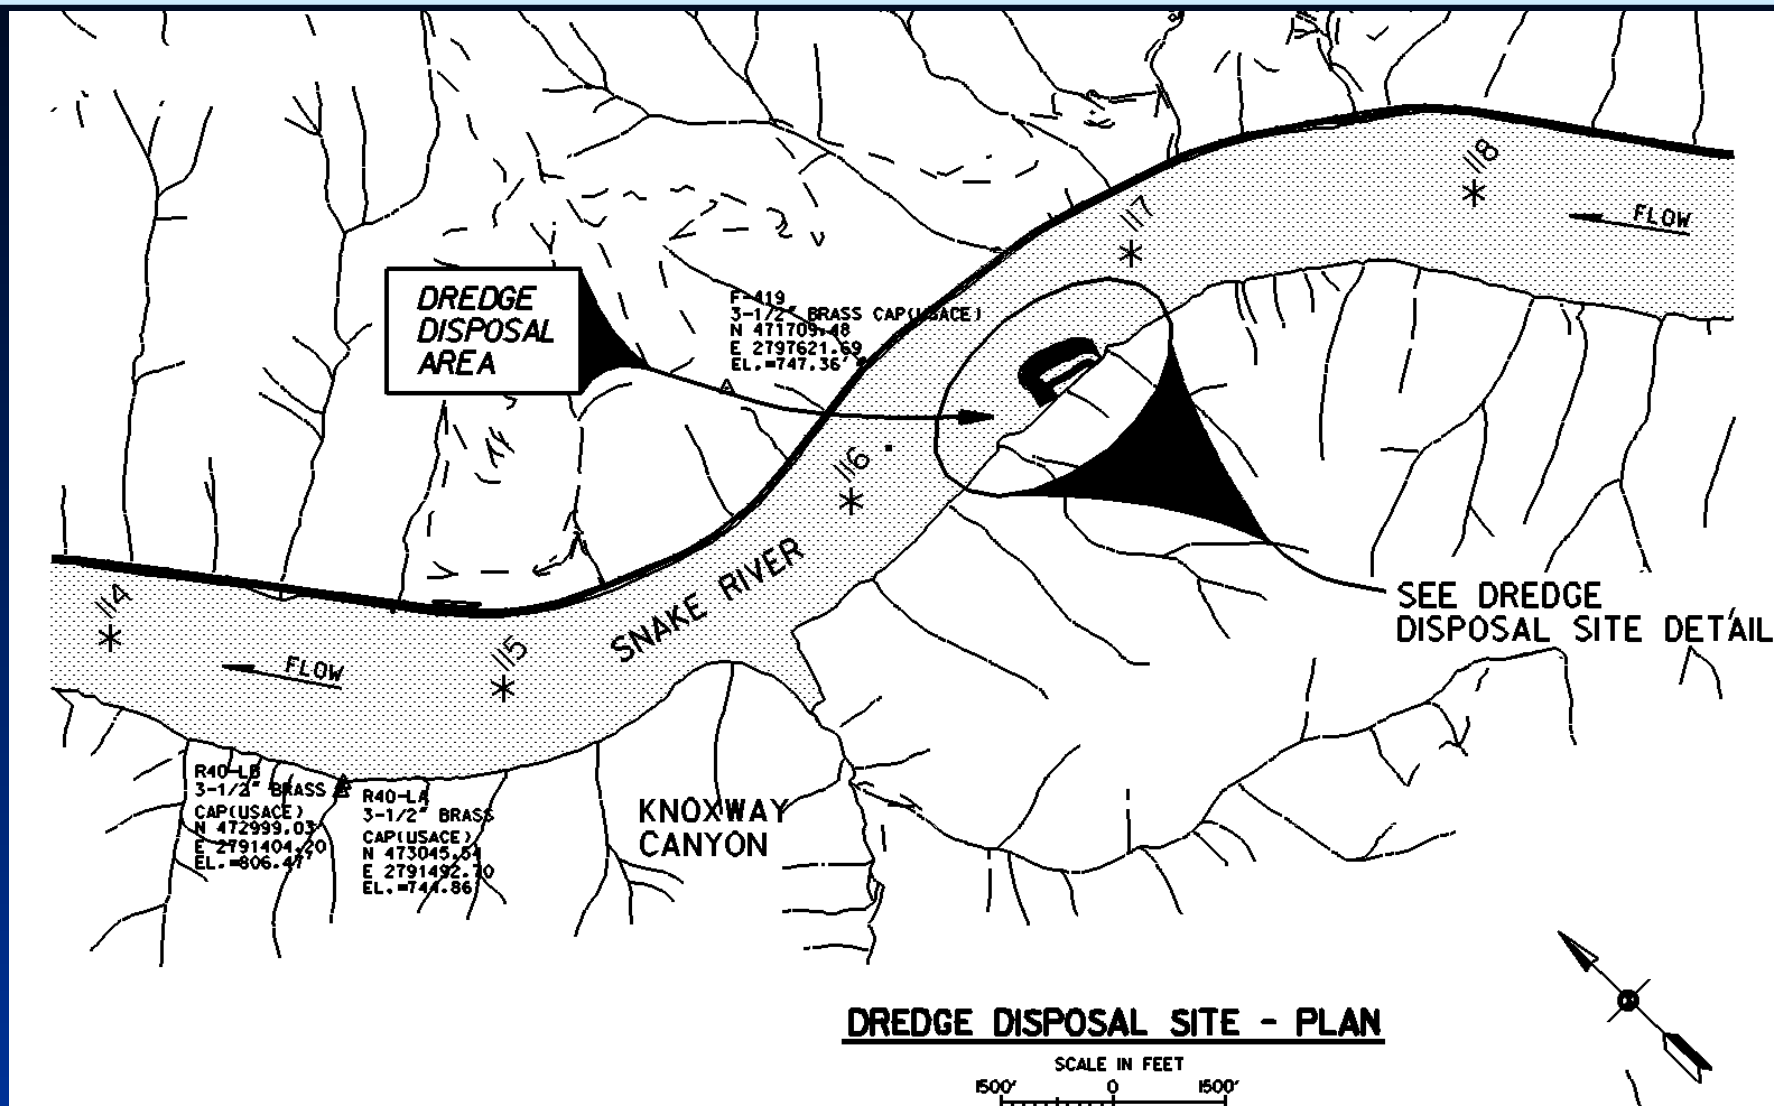 118
FLOW
117
DREDGE
DISPOSAL
AREA
F-419
3-1/2" BRASS CAP(USACE)
N 471709.48
E 2797621.69
EL.=747.36'
116
SNAKE RIVER
SEE DREDGE
DISPOSAL SITE DETAIL
114
115
FLOW
R40-LB
3-1/2" BRASS
CAP(USACE)
N 472999.03
E 2791404.20
EL.=806.47'
R40-LA
3-1/2" BRASS
CAP(USACE)
N 473045.54
E 2791492.70
EL.=744.86'
KNOXWAY
CANYON
DREDGE DISPOSAL SITE - PLAN
SCALE IN FEET
1500' 0 1500'